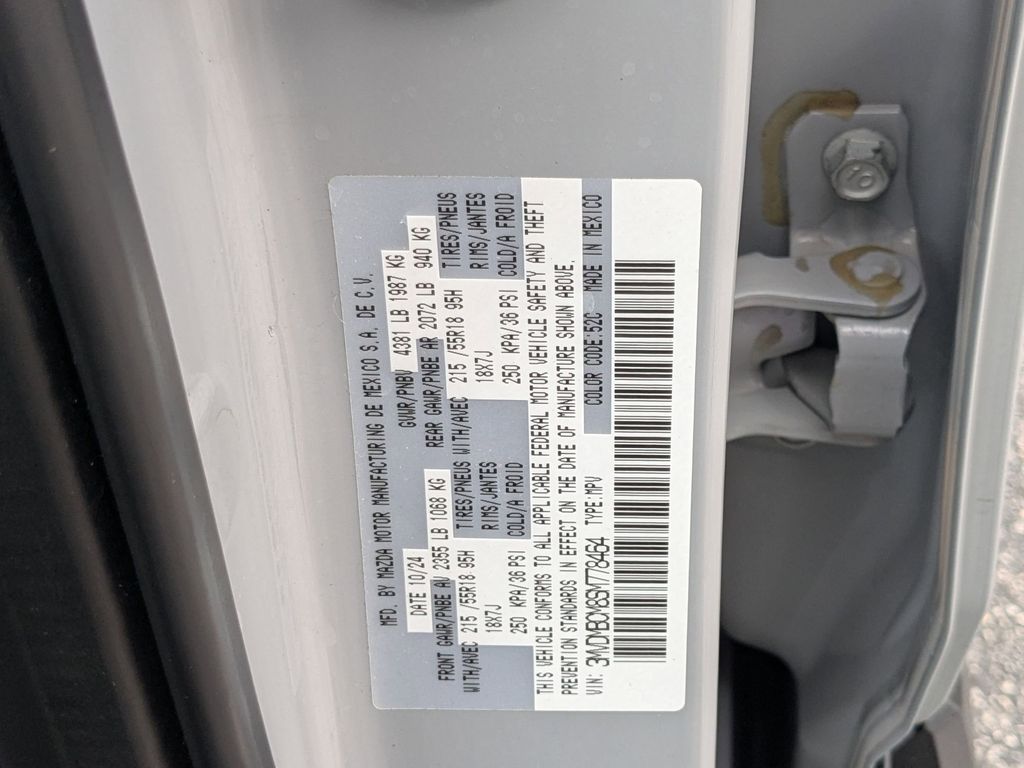 MFD. BY MAZDA MOTOR MANUFACTURING DE MEXICO S.A. DE C.V.
DATE 10/24 GVWR/PNBV 4381 LB 1987 KG
FRONT GAWR/PNBE AV 2355 LB 1068 KG REAR GAWR/PNBE AR 2072 LB 940 KG
WITH/AVEC 215 /55R18 95H TIRES/PNEUS WITH/AVEC 215 /55R18 95H TIRES/PNEUS
18X7J RIMS/JANTES 18X7J RIMS/JANTES
250 KPA/36 PSI COLD/A FROID 250 KPA/36 PSI COLD/A FROID
THIS VEHICLE CONFORMS TO ALL APPLICABLE FEDERAL MOTOR VEHICLE SAFETY AND THEFT
PREVENTION STANDARDS IN EFFECT ON THE DATE OF MANUFACTURE SHOWN ABOVE.
VIN: 3MVDMBCM8SM778464 TYPE:MPV COLOR CODE:52C MADE IN MEXICO
10